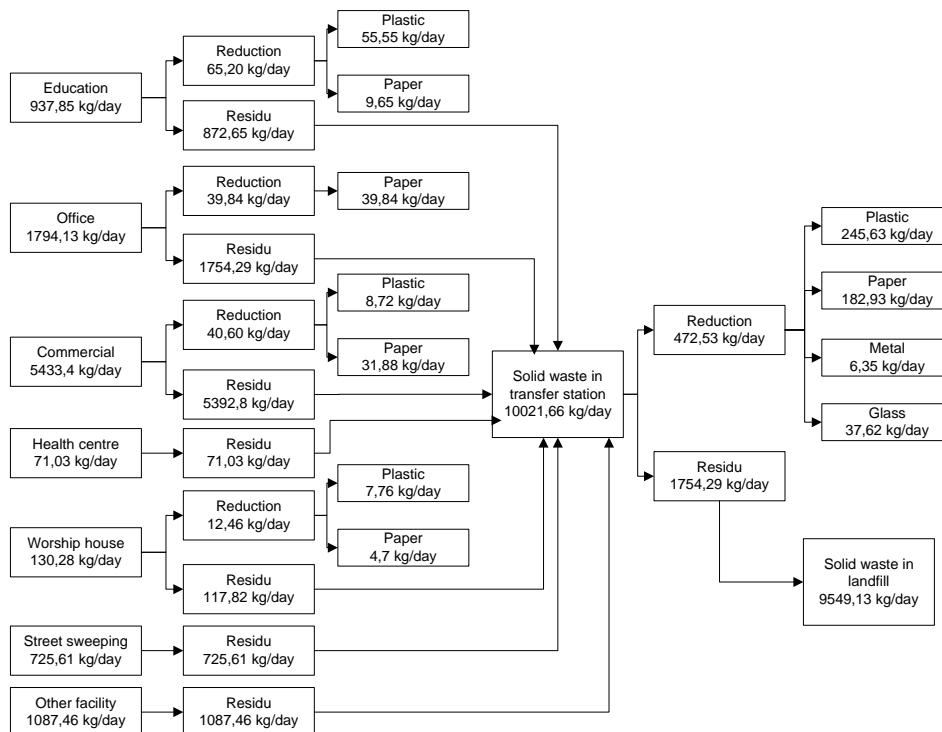 Education
937,85 kg/day
Reduction
65,20 kg/day
Plastic
55,55 kg/day
Paper
9,65 kg/day
Residu
872,65 kg/day
Office
1794,13 kg/day
Reduction
39,84 kg/day
Paper
39,84 kg/day
Residu
1754,29 kg/day
Commercial
5433,4 kg/day
Reduction
40,60 kg/day
Plastic
8,72 kg/day
Paper
31,88 kg/day
Residu
5392,8 kg/day
Health centre
71,03 kg/day
Residu
71,03 kg/day
Worship house
130,28 kg/day
Reduction
12,46 kg/day
Plastic
7,76 kg/day
Paper
4,7 kg/day
Residu
117,82 kg/day
Street sweeping
725,61 kg/day
Residu
725,61 kg/day
Other facility
1087,46 kg/day
Residu
1087,46 kg/day
Solid waste in
transfer station
10021,66 kg/day
Reduction
472,53 kg/day
Plastic
245,63 kg/day
Paper
182,93 kg/day
Metal
6,35 kg/day
Glass
37,62 kg/day
Residu
1754,29 kg/day
Solid waste in
landfill
9549,13 kg/day